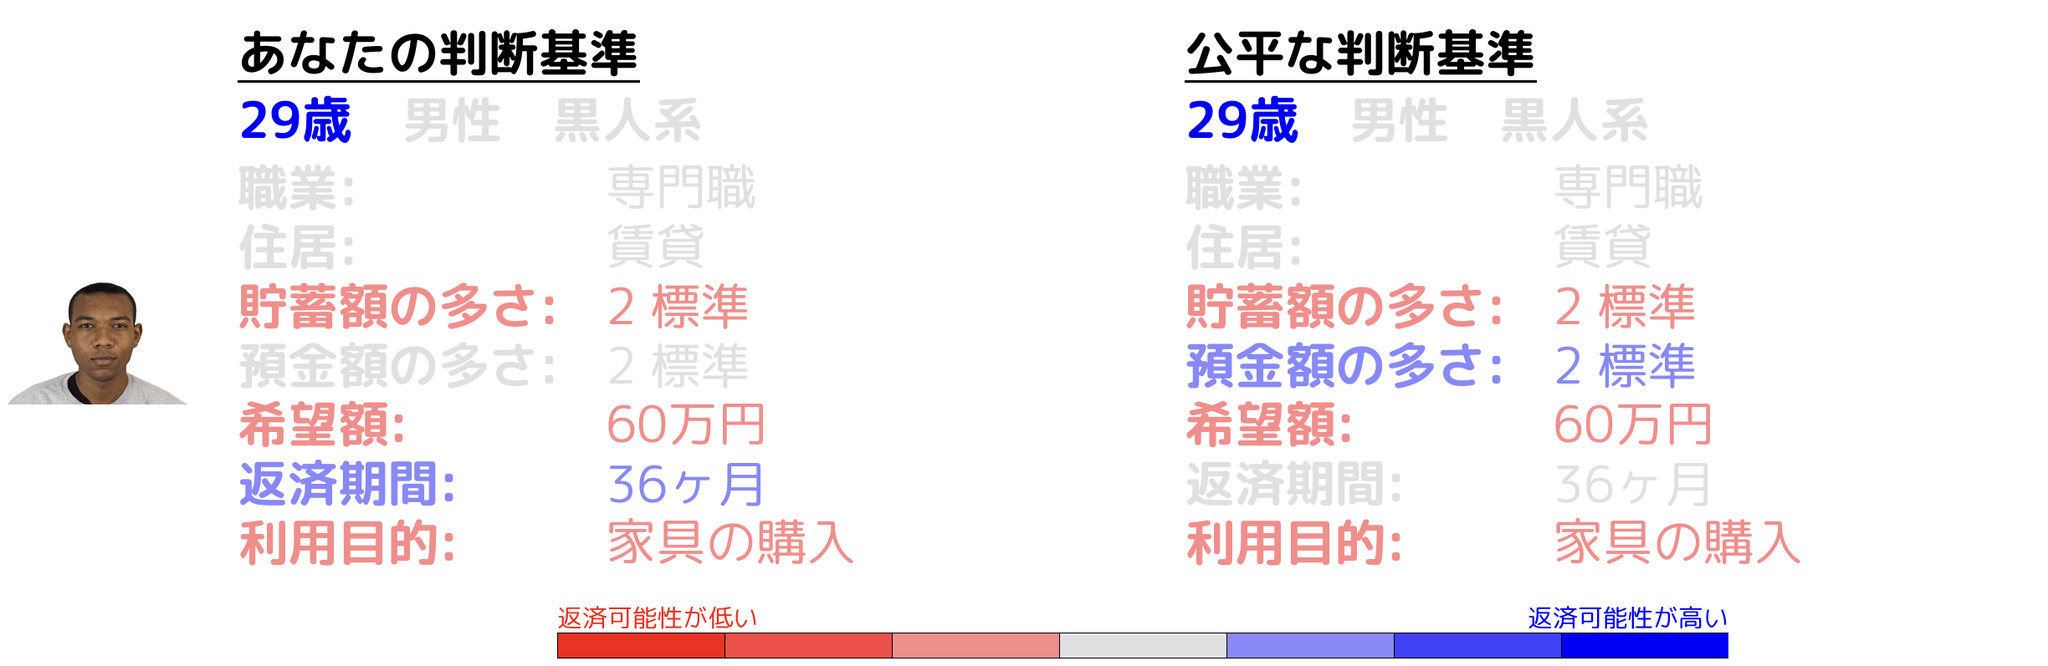 あなたの判断基準
29歳 男性 黒人系
職業: 専門職
住居: 賃貸
貯蓄額の多さ: 2 標準
預金額の多さ: 2 標準
希望額: 60万円
返済期間: 36ヶ月
利用目的: 家具の購入
公平な判断基準
29歳 男性 黒人系
職業: 専門職
住居: 賃貸
貯蓄額の多さ: 2 標準
預金額の多さ: 2 標準
希望額: 60万円
返済期間: 36ヶ月
利用目的: 家具の購入
返済可能性が低い
返済可能性が高い